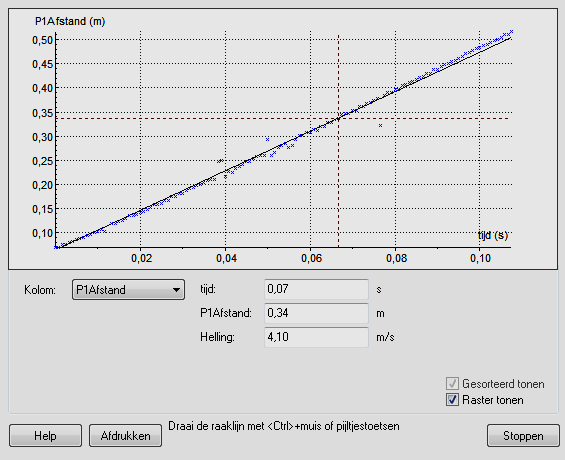 P1Afstand (m)
0,50
0,45
0,40
0,35
0,30
0,25
0,20
0,15
0,10
tijd (s)
0,02 0,04 0,06 0,08 0,10
Kolom: P1Afstand
tijd: 0,07 s
P1Afstand: 0,34 m
Helling: 4,10 m/s
Gesorteerd tonen
Raster tonen
Help Afdrukken Draai de raaklijn met <Ctrl>+muis of pijltjestoetsen Stoppen